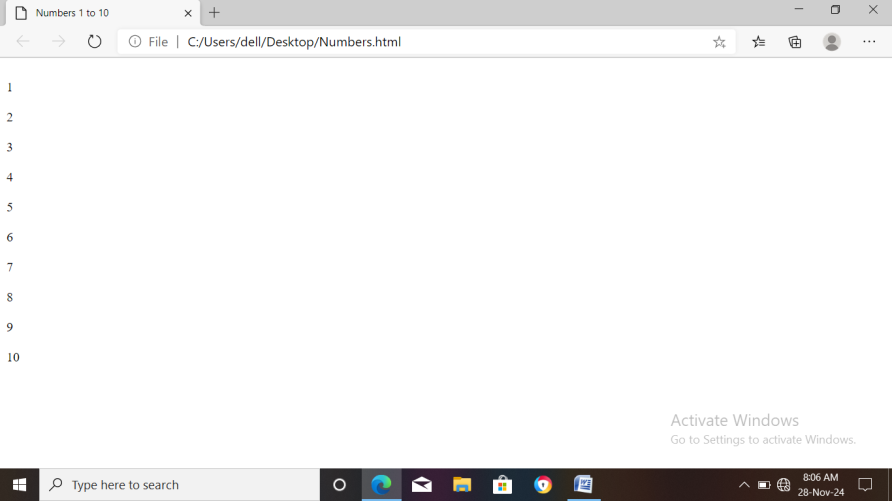 Numbers 1 to 10
File | C:/Users/dell/Desktop/Numbers.html
1
2
3
4
5
6
7
8
9
10
Activate Windows
Go to Settings to activate Windows.
Type here to search
8:06 AM
28-Nov-24